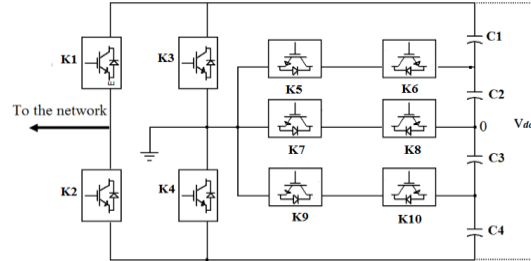 C1
K1
K3
K5
K6
C2
To the network
K7
K8
0
Vdc
C3
K2
K4
K9
K10
C4